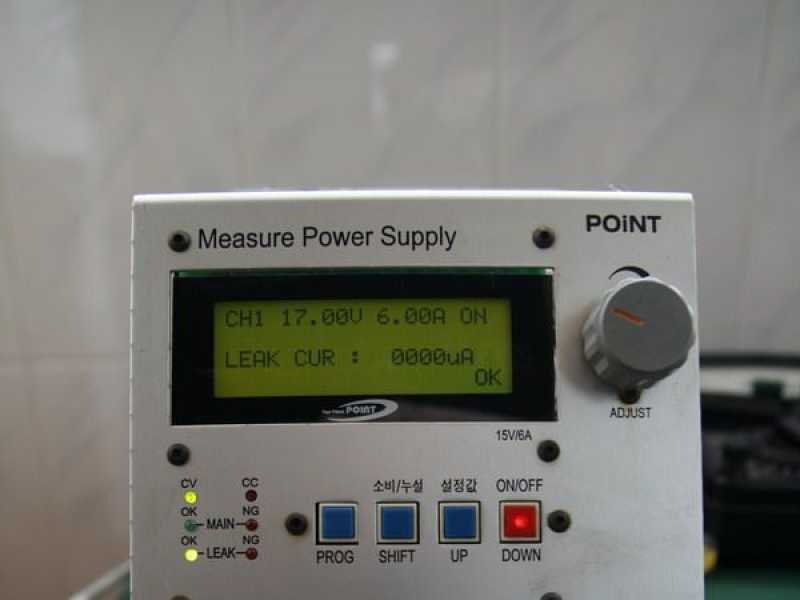 Measure Power Supply
POiNT
CH1 17.00V 6.00A ON
LEAK CUR : 0000uA
OK
POINT
ADJUST
15V/6A
CV CC
OK MAIN NG
OK LEAK NG
소비/누설 설정값 ON/OFF
PROG SHIFT UP DOWN